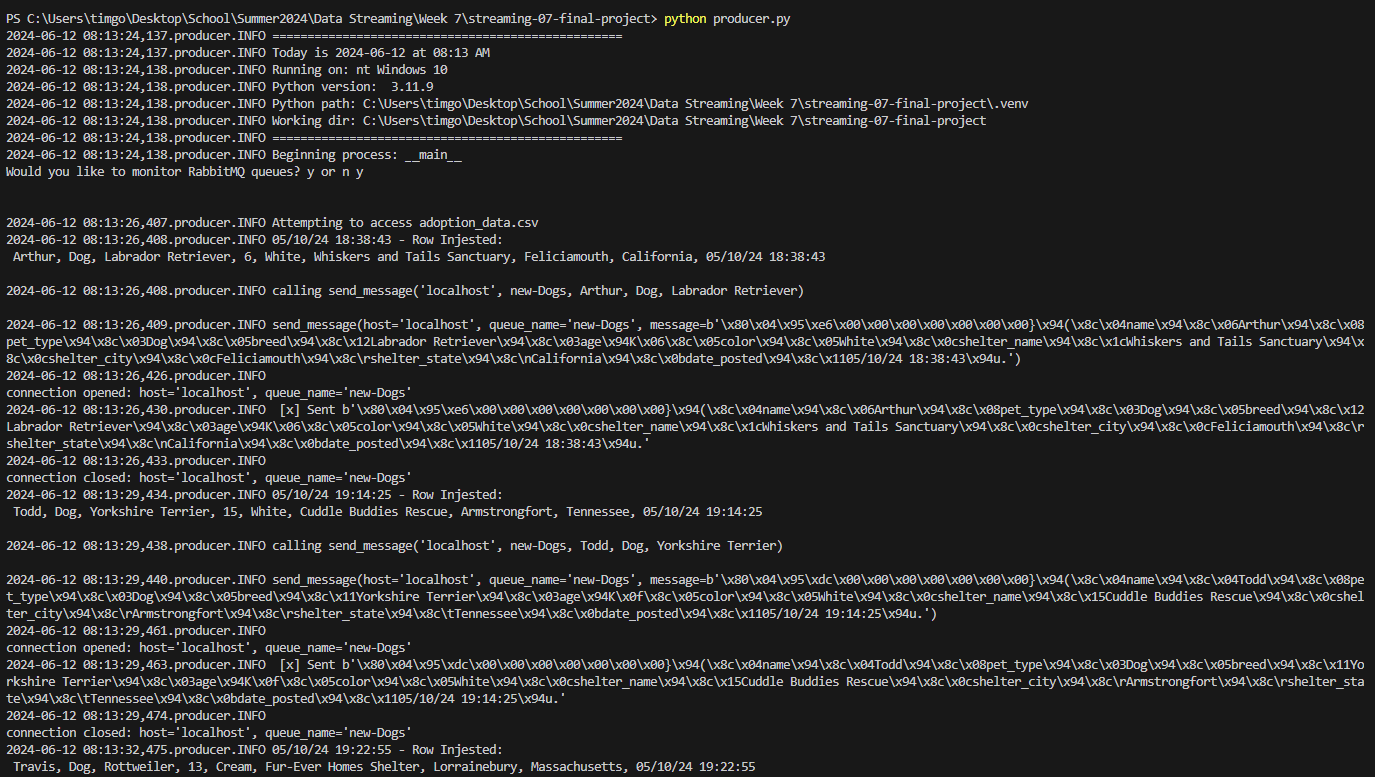 PS C:\Users\timgo\Desktop\School\Summer2024\Data Streaming\Week 7\streaming-07-final-project> python producer.py
2024-06-12 08:13:24,137.producer.INFO ==================================================
2024-06-12 08:13:24,137.producer.INFO Today is 2024-06-12 at 08:13 AM
2024-06-12 08:13:24,138.producer.INFO Running on: nt Windows 10
2024-06-12 08:13:24,138.producer.INFO Python version:  3.11.9
2024-06-12 08:13:24,138.producer.INFO Python path: C:\Users\timgo\Desktop\School\Summer2024\Data Streaming\Week 7\streaming-07-final-project\.venv
2024-06-12 08:13:24,138.producer.INFO Working dir: C:\Users\timgo\Desktop\School\Summer2024\Data Streaming\Week 7\streaming-07-final-project
2024-06-12 08:13:24,138.producer.INFO ==================================================
2024-06-12 08:13:24,138.producer.INFO Beginning process: __main__
Would you like to monitor RabbitMQ queues? y or n y
2024-06-12 08:13:26,407.producer.INFO Attempting to access adoption_data.csv
2024-06-12 08:13:26,408.producer.INFO 05/10/24 18:38:43 - Row Injested:
 Arthur, Dog, Labrador Retriever, 6, White, Whiskers and Tails Sanctuary, Feliciamouth, California, 05/10/24 18:38:43
2024-06-12 08:13:26,408.producer.INFO calling send_message('localhost', new-Dogs, Arthur, Dog, Labrador Retriever)
2024-06-12 08:13:26,409.producer.INFO send_message(host='localhost', queue_name='new-Dogs', message=b'\x80\x04\x95\xe6\x00\x00\x00\x00\x00\x00\x00}\x94(\x8c\x04name\x94\x8c\x06Arthur\x94\x8c\x08
pet_type\x94\x8c\x03Dog\x94\x8c\x05breed\x94\x8c\x12Labrador Retriever\x94\x8c\x03age\x94K\x06\x8c\x05color\x94\x8c\x05White\x94\x8c\x0cshelter_name\x94\x8c\x1cWhiskers and Tails Sanctuary\x94\x
8c\x0cshelter_city\x94\x8c\x0cFeliciamouth\x94\x8c\rshelter_state\x94\x8c\nCalifornia\x94\x8c\x0bdate_posted\x94\x8c\x1105/10/24 18:38:43\x94u.')
2024-06-12 08:13:26,426.producer.INFO
connection opened: host='localhost', queue_name='new-Dogs'
2024-06-12 08:13:26,430.producer.INFO  [x] Sent b'\x80\x04\x95\xe6\x00\x00\x00\x00\x00\x00\x00}\x94(\x8c\x04name\x94\x8c\x06Arthur\x94\x8c\x08pet_type\x94\x8c\x03Dog\x94\x8c\x05breed\x94\x8c\x12
Labrador Retriever\x94\x8c\x03age\x94K\x06\x8c\x05color\x94\x8c\x05White\x94\x8c\x0cshelter_name\x94\x8c\x1cWhiskers and Tails Sanctuary\x94\x8c\x0cshelter_city\x94\x8c\x0cFeliciamouth\x94\x8c\r
shelter_state\x94\x8c\nCalifornia\x94\x8c\x0bdate_posted\x94\x8c\x1105/10/24 18:38:43\x94u.'
2024-06-12 08:13:26,433.producer.INFO
connection closed: host='localhost', queue_name='new-Dogs'
2024-06-12 08:13:29,434.producer.INFO 05/10/24 19:14:25 - Row Injested:
 Todd, Dog, Yorkshire Terrier, 15, White, Cuddle Buddies Rescue, Armstrongfort, Tennessee, 05/10/24 19:14:25
2024-06-12 08:13:29,438.producer.INFO calling send_message('localhost', new-Dogs, Todd, Dog, Yorkshire Terrier)
2024-06-12 08:13:29,440.producer.INFO send_message(host='localhost', queue_name='new-Dogs', message=b'\x80\x04\x95\xdc\x00\x00\x00\x00\x00\x00\x00}\x94(\x8c\x04name\x94\x8c\x04Todd\x94\x8c\x08pe
t_type\x94\x8c\x03Dog\x94\x8c\x05breed\x94\x8c\x11Yorkshire Terrier\x94\x8c\x03age\x94K\x0f\x8c\x05color\x94\x8c\x05White\x94\x8c\x0cshelter_name\x94\x8c\x15Cuddle Buddies Rescue\x94\x8c\x0cshel
ter_city\x94\x8c\rArmstrongfort\x94\x8c\rshelter_state\x94\x8c\tTennessee\x94\x8c\x0bdate_posted\x94\x8c\x1105/10/24 19:14:25\x94u.')
2024-06-12 08:13:29,461.producer.INFO
connection opened: host='localhost', queue_name='new-Dogs'
2024-06-12 08:13:29,463.producer.INFO  [x] Sent b'\x80\x04\x95\xdc\x00\x00\x00\x00\x00\x00\x00}\x94(\x8c\x04name\x94\x8c\x04Todd\x94\x8c\x08pet_type\x94\x8c\x03Dog\x94\x8c\x05breed\x94\x8c\x11Yo
rkshire Terrier\x94\x8c\x03age\x94K\x0f\x8c\x05color\x94\x8c\x05White\x94\x8c\x0cshelter_name\x94\x8c\x15Cuddle Buddies Rescue\x94\x8c\x0cshelter_city\x94\x8c\rArmstrongfort\x94\x8c\rshelter_sta
te\x94\x8c\tTennessee\x94\x8c\x0bdate_posted\x94\x8c\x1105/10/24 19:14:25\x94u.'
2024-06-12 08:13:29,474.producer.INFO
connection closed: host='localhost', queue_name='new-Dogs'
2024-06-12 08:13:32,475.producer.INFO 05/10/24 19:22:55 - Row Injested:
 Travis, Dog, Rottweiler, 13, Cream, Fur-Ever Homes Shelter, Lorrainebury, Massachusetts, 05/10/24 19:22:55